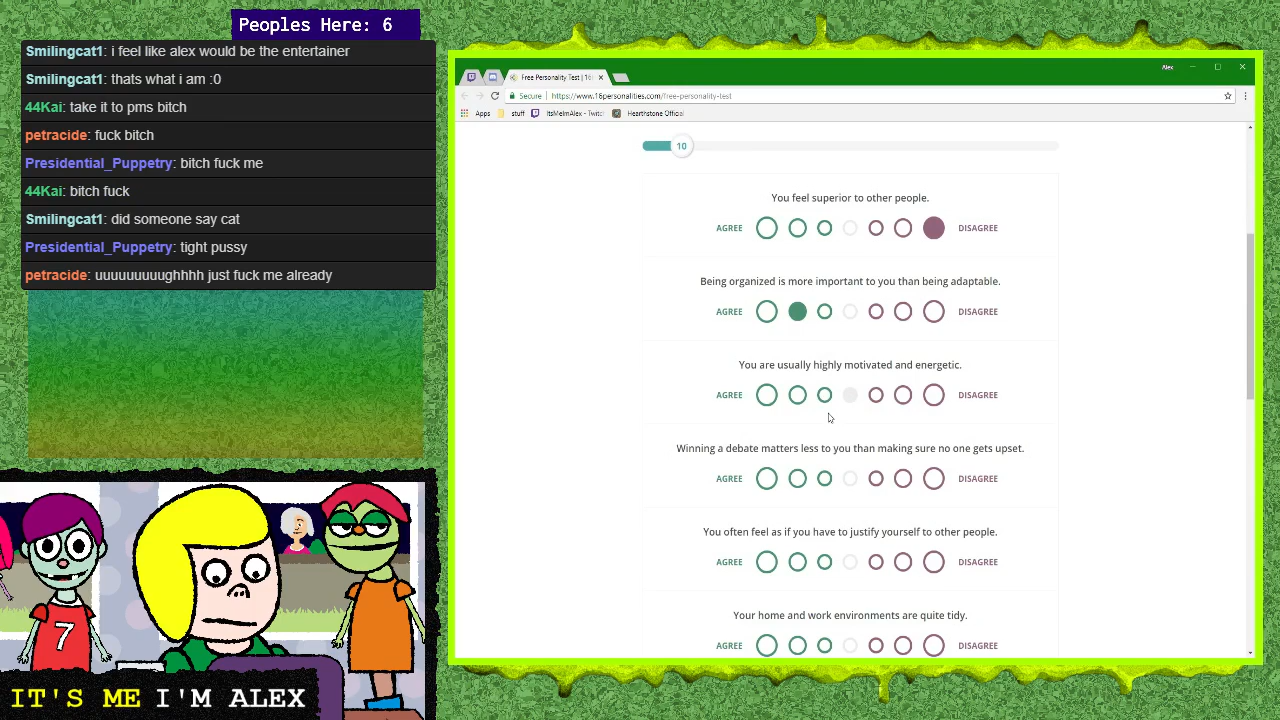 Peoples Here: 6
Smilingcat1: i feel like alex would be the entertainer
Smilingcat1: thats what i am :0
44Kai: take it to pms bitch
petracide: fuck bitch
Presidential_Puppetry: bitch fuck me
44Kai: bitch fuck
Smilingcat1: did someone say cat
Presidential_Puppetry: tight pussy
petracide: uuuuuuuuughhhh just fuck me already
IT'S ME I'M ALEX
7
Alex
Free Personality Test | 16
Secure https://www.16personalities.com/free-personality-test
Apps stuff ItsMeImAlex - Twitch Hearthstone Official
10
You feel superior to other people.
AGREE DISAGREE
Being organized is more important to you than being adaptable.
AGREE DISAGREE
You are usually highly motivated and energetic.
AGREE DISAGREE
Winning a debate matters less to you than making sure no one gets upset.
AGREE DISAGREE
You often feel as if you have to justify yourself to other people.
AGREE DISAGREE
Your home and work environments are quite tidy.
AGREE DISAGREE